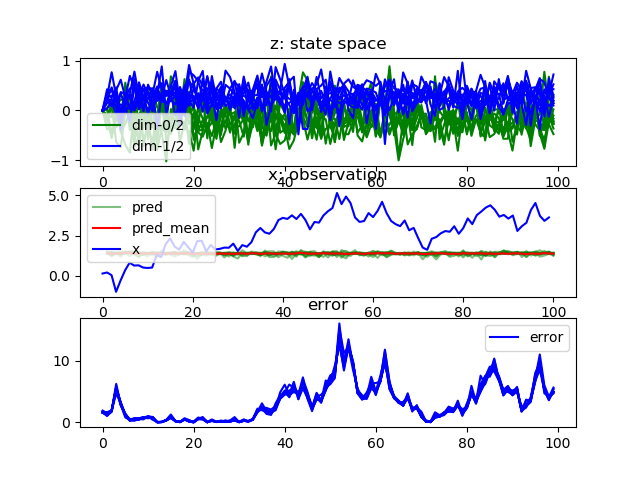 z: state space
1
0
−1
dim-0/2
dim-1/2
0 20 40 60 80 100
x: observation
5.0
2.5
0.0
pred
pred_mean
x
0 20 40 60 80 100
error
10
0
error
0 20 40 60 80 100